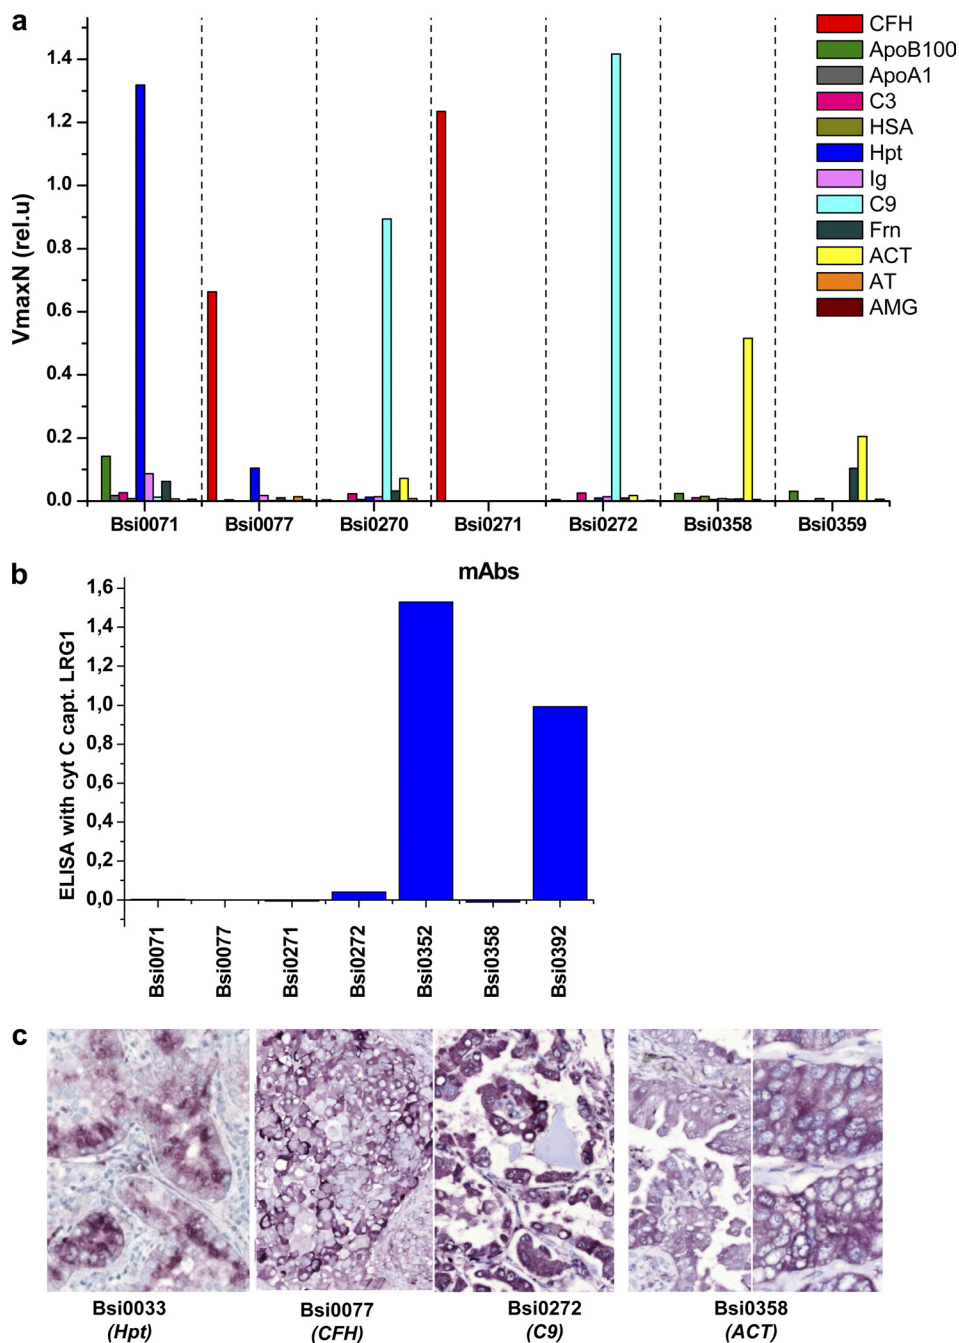 a
CFH
ApoB100
ApoA1
C3
HSA
Hpt
Ig
C9
Frn
ACT
AT
AMG
VmaxN (rel.u)
1.4
1.2
1.0
0.8
0.6
0.4
0.2
0.0
Bsi0071 Bsi0077 Bsi0270 Bsi0271 Bsi0272 Bsi0358 Bsi0359
mAbs
b
ELISA with cyt C capt. LRG1
1,6
1,4
1,2
1,0
0,8
0,6
0,4
0,2
0,0
Bsi0071
Bsi0077
Bsi0271
Bsi0272
Bsi0352
Bsi0358
Bsi0392
c
Bsi0033 Bsi0077 Bsi0272 Bsi0358
(Hpt) (CFH) (C9) (ACT)